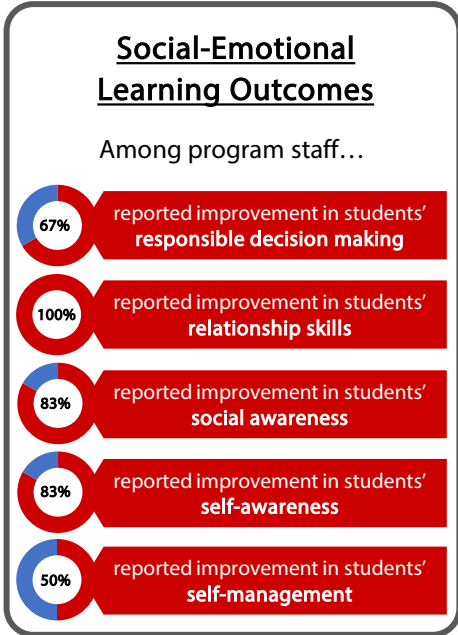 Social-Emotional
Learning Outcomes
Among program staff…
67%
reported improvement in students’
responsible decision making
100%
reported improvement in students’
relationship skills
83%
reported improvement in students’
social awareness
83%
reported improvement in students’
self-awareness
50%
reported improvement in students’
self-management